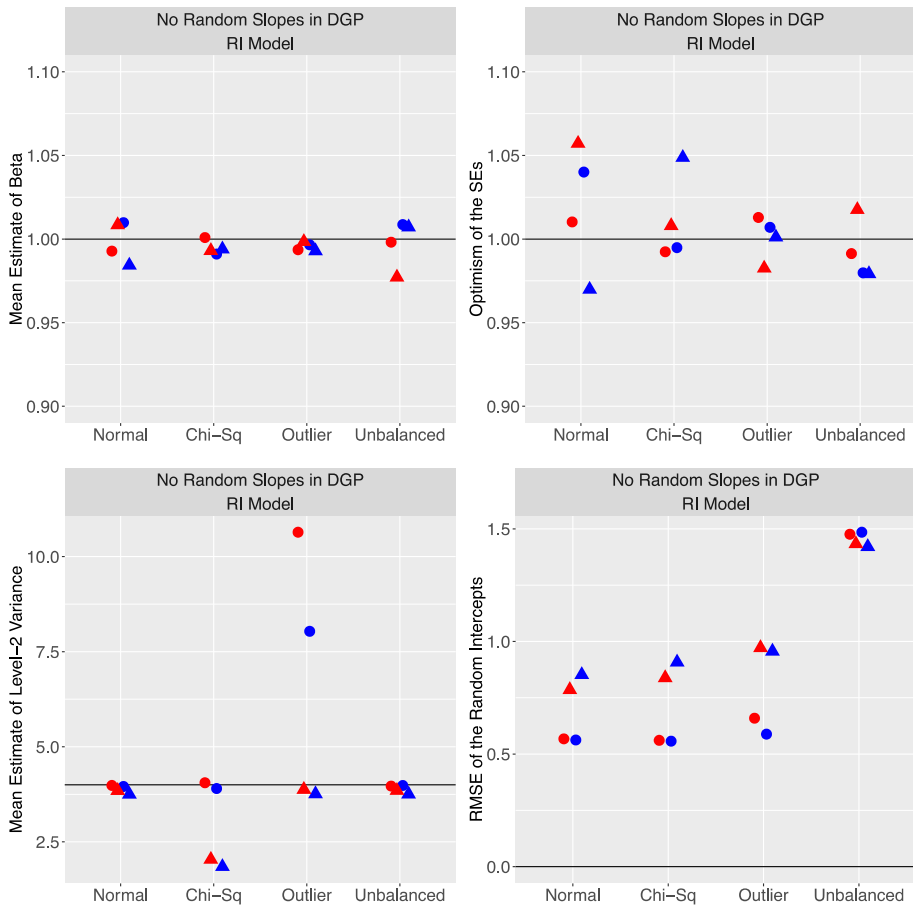 No Random Slopes in DGP
RI Model
Mean Estimate of Beta
1.10
1.05
1.00
0.95
0.90
Normal Chi−Sq Outlier Unbalanced
No Random Slopes in DGP
RI Model
Optimism of the SEs
1.10
1.05
1.00
0.95
0.90
Normal Chi−Sq Outlier Unbalanced
No Random Slopes in DGP
RI Model
Mean Estimate of Level−2 Variance
10.0
7.5
5.0
2.5
Normal Chi−Sq Outlier Unbalanced
No Random Slopes in DGP
RI Model
RMSE of the Random Intercepts
1.5
1.0
0.5
0.0
Normal Chi−Sq Outlier Unbalanced